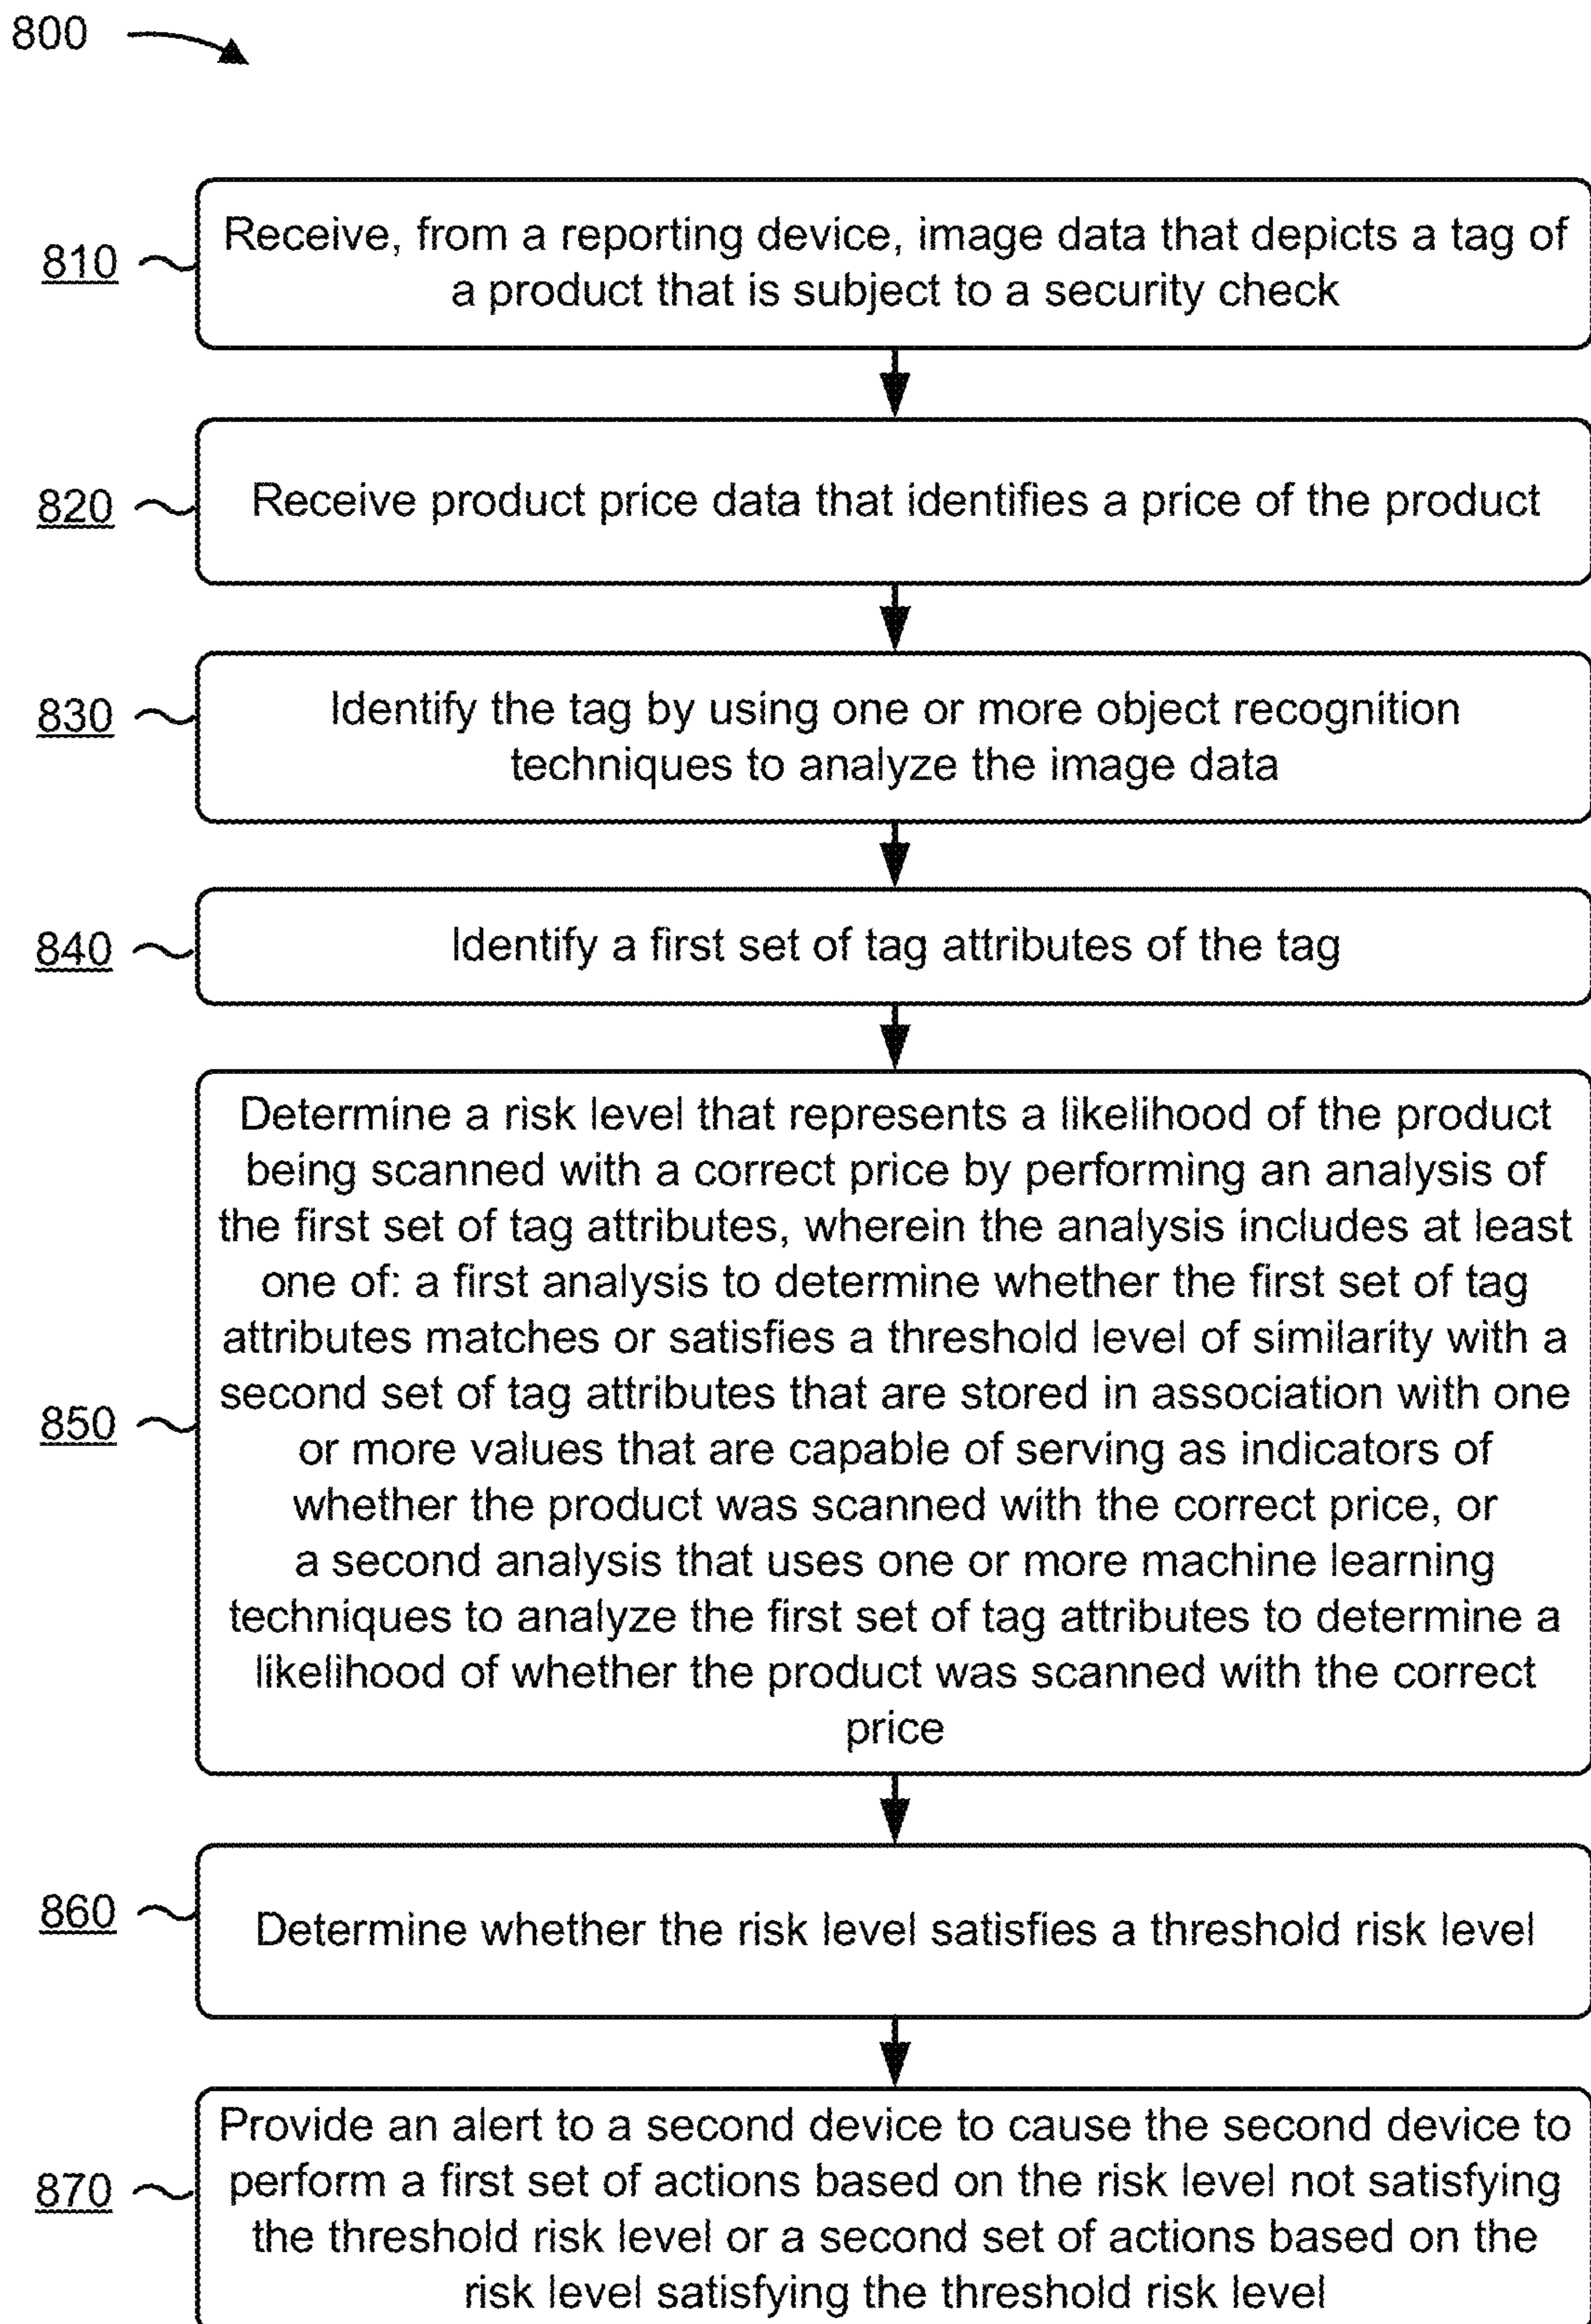 800
810
Receive, from a reporting device, image data that depicts a tag of
a product that is subject to a security check
820
Receive product price data that identifies a price of the product
830
Identify the tag by using one or more object recognition
techniques to analyze the image data
840
Identify a first set of tag attributes of the tag
850
Determine a risk level that represents a likelihood of the product
being scanned with a correct price by performing an analysis of
the first set of tag attributes, wherein the analysis includes at least
one of: a first analysis to determine whether the first set of tag
attributes matches or satisfies a threshold level of similarity with a
second set of tag attributes that are stored in association with one
or more values that are capable of serving as indicators of
whether the product was scanned with the correct price, or
a second analysis that uses one or more machine learning
techniques to analyze the first set of tag attributes to determine a
likelihood of whether the product was scanned with the correct
price
860
Determine whether the risk level satisfies a threshold risk level
870
Provide an alert to a second device to cause the second device to
perform a first set of actions based on the risk level not satisfying
the threshold risk level or a second set of actions based on the
risk level satisfying the threshold risk level